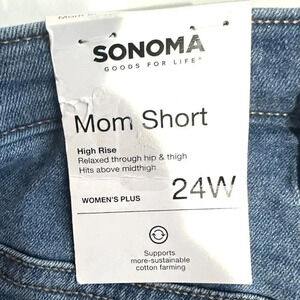 SONOMA
GOODS FOR LIFE®
Mom Short
High Rise
Relaxed through hip & thigh
Hits above midthigh
WOMEN'S PLUS 24W
Supports
more-sustainable
cotton farming